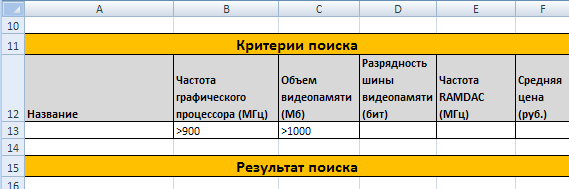 A B C D E F
10
11 Критерии поиска
12 Название Частота графического процессора (МГц) Объем видеопамяти (Мб) Разрядность шины видеопамяти (бит) Частота RAMDAC (МГц) Средняя цена (руб.)
13 >900 >1000
14
15 Результат поиска
16